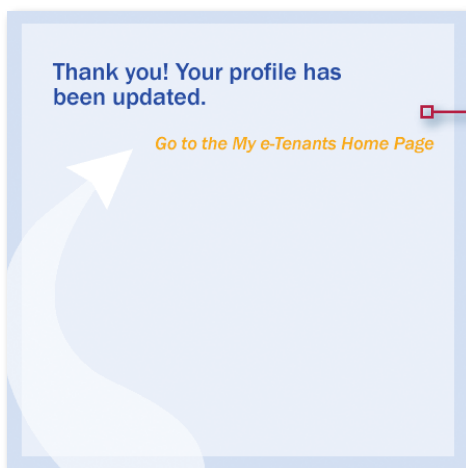 Thank you! Your profile has
been updated.
Go to the My e-Tenants Home Page